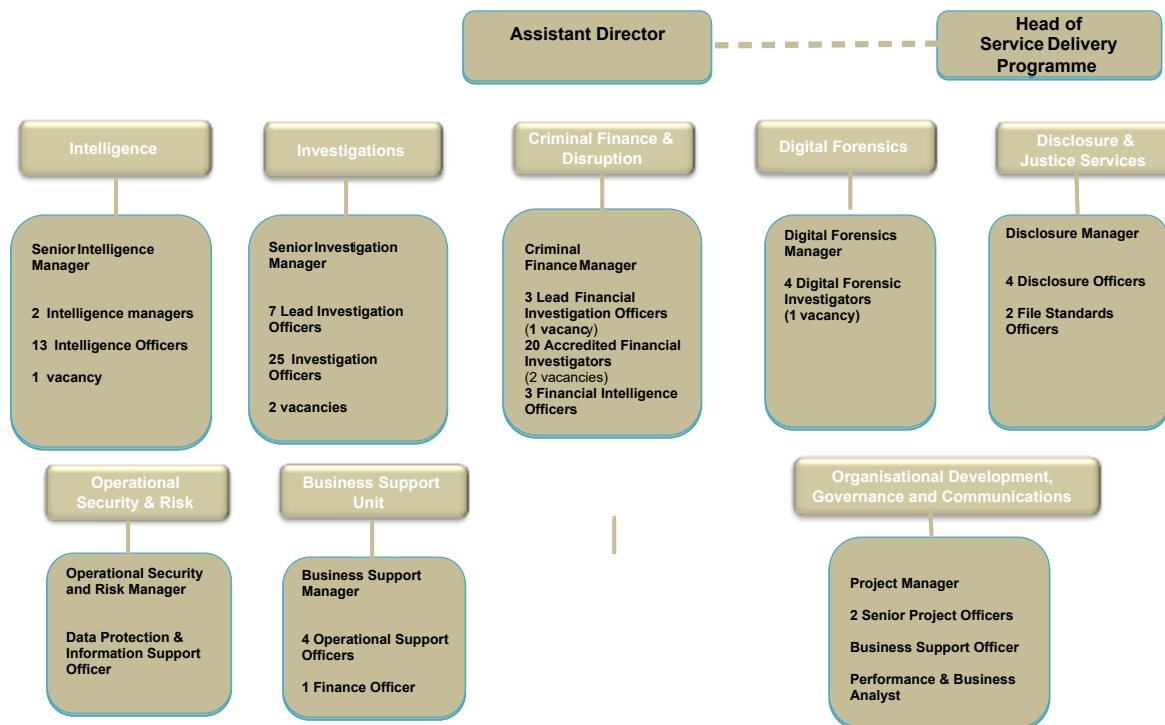 Assistant Director
Head of
Service Delivery
Programme
Intelligence
Investigations
Criminal Finance &
Disruption
Digital Forensics
Disclosure &
Justice Services
Senior Intelligence
Manager
2 Intelligence managers
13 Intelligence Officers
1 vacancy
Senior Investigation
Manager
7 Lead Investigation
Officers
25 Investigation
Officers
2 vacancies
Criminal
Finance Manager
3 Lead Financial
Investigation Officers
(1 vacancy)
20 Accredited Financial
Investigators
(2 vacancies)
3 Financial Intelligence
Officers
Digital Forensics
Manager
4 Digital Forensic
Investigators
(1 vacancy)
Disclosure Manager
4 Disclosure Officers
2 File Standards
Officers
Operational
Security & Risk
Business Support
Unit
Organisational Development,
Governance and Communications
Operational Security
and Risk Manager
Data Protection &
Information Support
Officer
Business Support
Manager
4 Operational Support
Officers
1 Finance Officer
Project Manager
2 Senior Project Officers
Business Support Officer
Performance & Business
Analyst